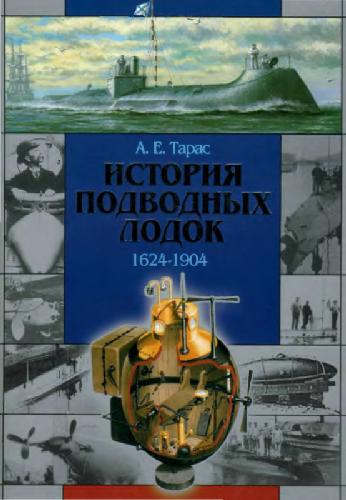 А. Е. Тарас
ИСТОРИЯ
ПОДВОДНЫХ
ЛОДОК
1624-1904